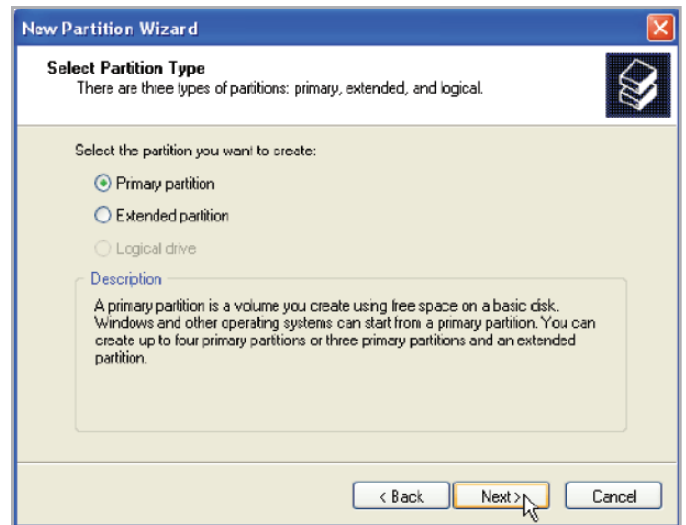 New Partition Wizard
Select Partition Type
There are three types of partitions: primary, extended, and logical.
Select the partition you want to create:
Primary partition
Extended partition
Logical drive
Description
A primary partition is a volume you create using free space on a basic disk.
Windows and other operating systems can start from a primary partition. You can
create up to four primary partitions or three primary partitions and an extended
partition.
< Back Next > Cancel